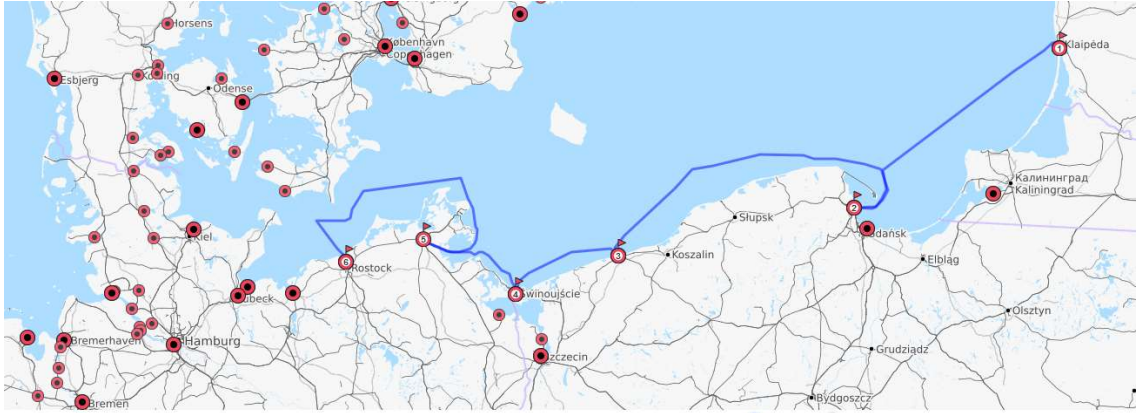 Horsens
København
Copenhagen
Klaipėda
1
Esbjerg
Kolding
Odense
Калининград
Kaliningrad
2
Słupsk
Gdańsk
Kiel
5
3
Koszalin
Elbląg
6
Rostock
4
Świnoujście
Lübeck
Olsztyn
Bremerhaven
Hamburg
Szczecin
Grudziądz
Bydgoszcz
Bremen